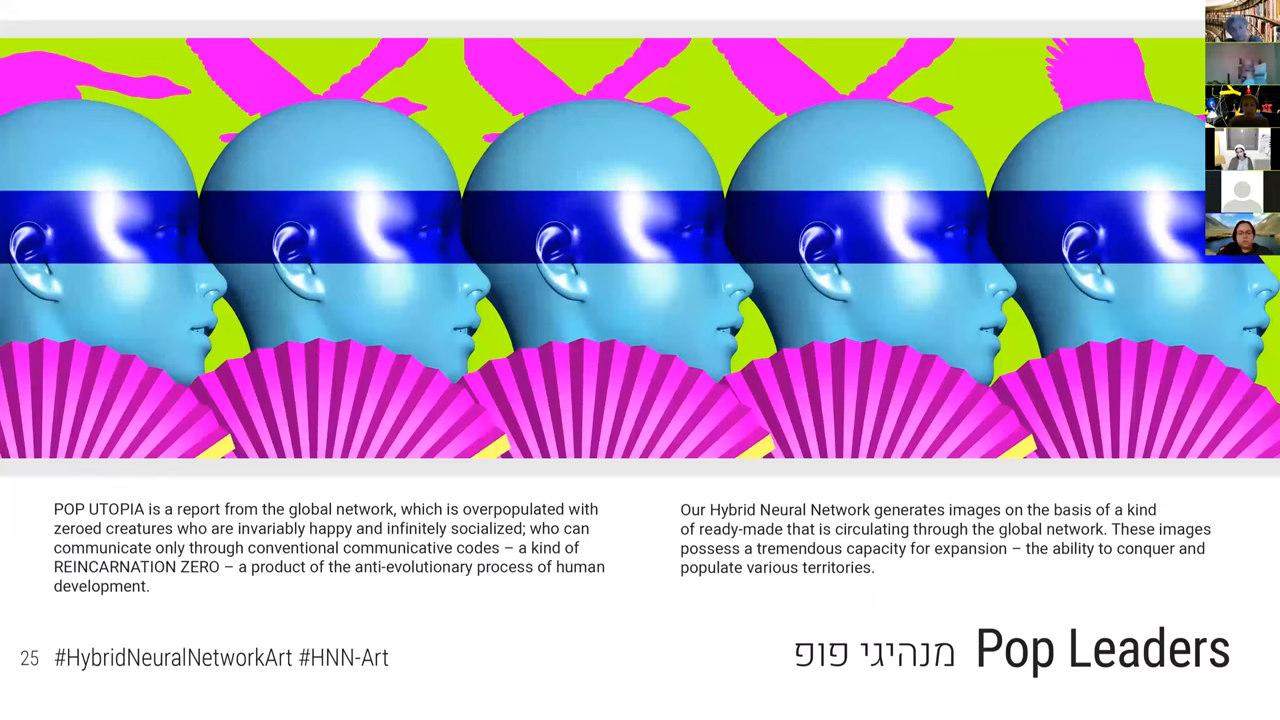 POP UTOPIA is a report from the global network, which is overpopulated with
zeroed creatures who are invariably happy and infinitely socialized; who can
communicate only through conventional communicative codes – a kind of
REINCARNATION ZERO – a product of the anti-evolutionary process of human
development.
Our Hybrid Neural Network generates images on the basis of a kind
of ready-made that is circulating through the global network. These images
possess a tremendous capacity for expansion – the ability to conquer and
populate various territories.
25 #HybridNeuralNetworkArt #HNN-Art
מנהיגי פופ Pop Leaders